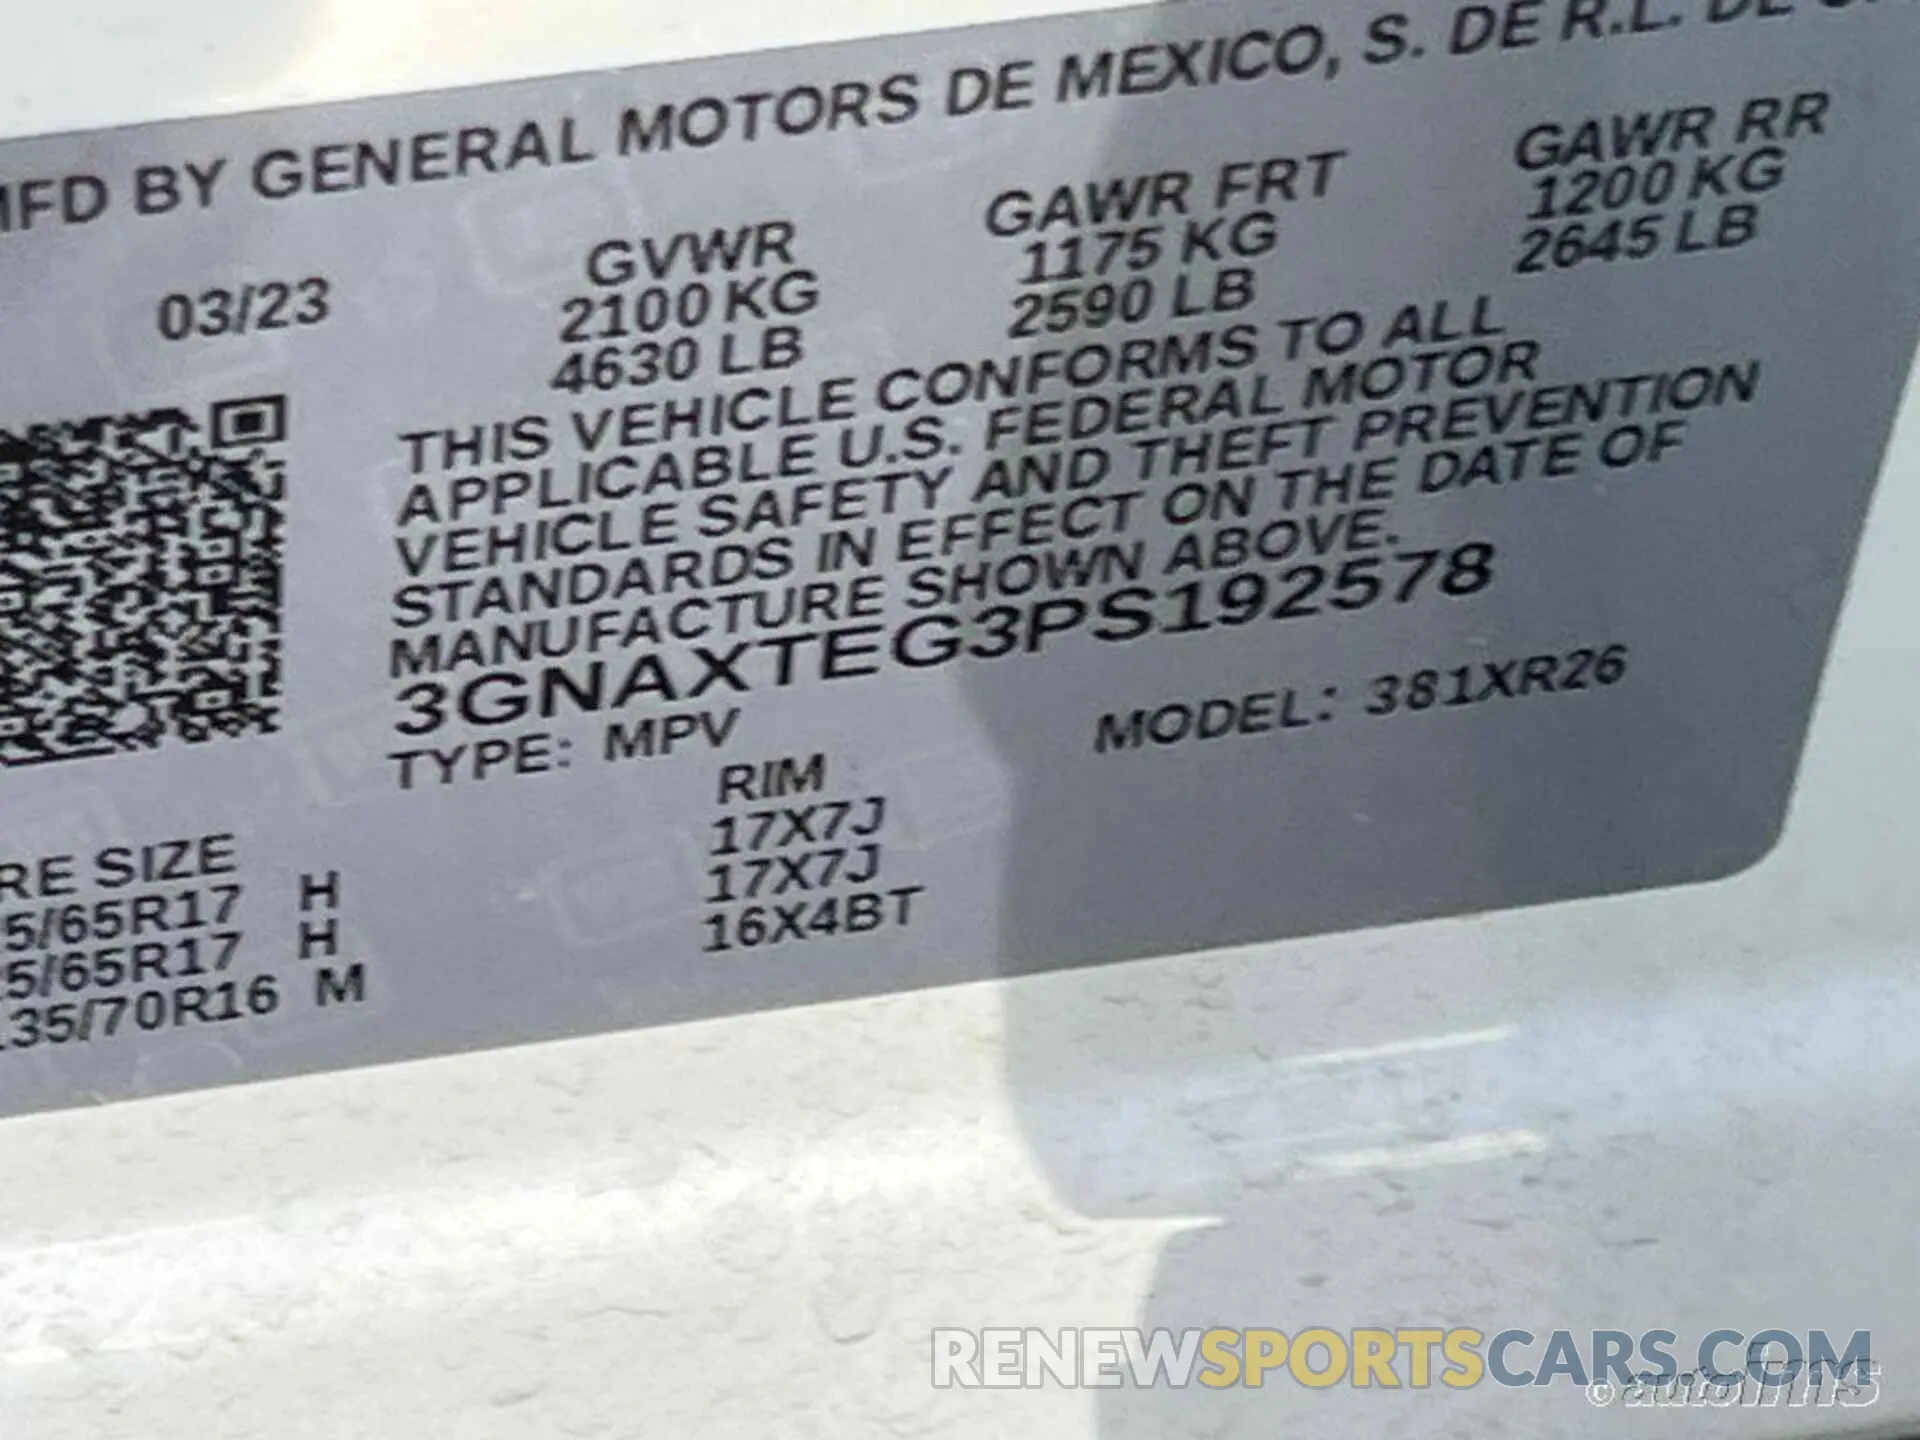 MFD BY GENERAL MOTORS DE MEXICO, S. DE R.L. DE
03/23
GVWR
2100 KG
4630 LB
GAWR FRT
1175 KG
2590 LB
GAWR RR
1200 KG
2645 LB
THIS VEHICLE CONFORMS TO ALL
APPLICABLE U.S. FEDERAL MOTOR
VEHICLE SAFETY AND THEFT PREVENTION
STANDARDS IN EFFECT ON THE DATE OF
MANUFACTURE SHOWN ABOVE.
3GNAXTEG3PS192578
TYPE: MPV
MODEL: 381XR26
RE SIZE
5/65R17 H
5/65R17 H
135/70R16 M
RIM
17X7J
17X7J
16X4BT
RENEWSPORTSCARS.COM